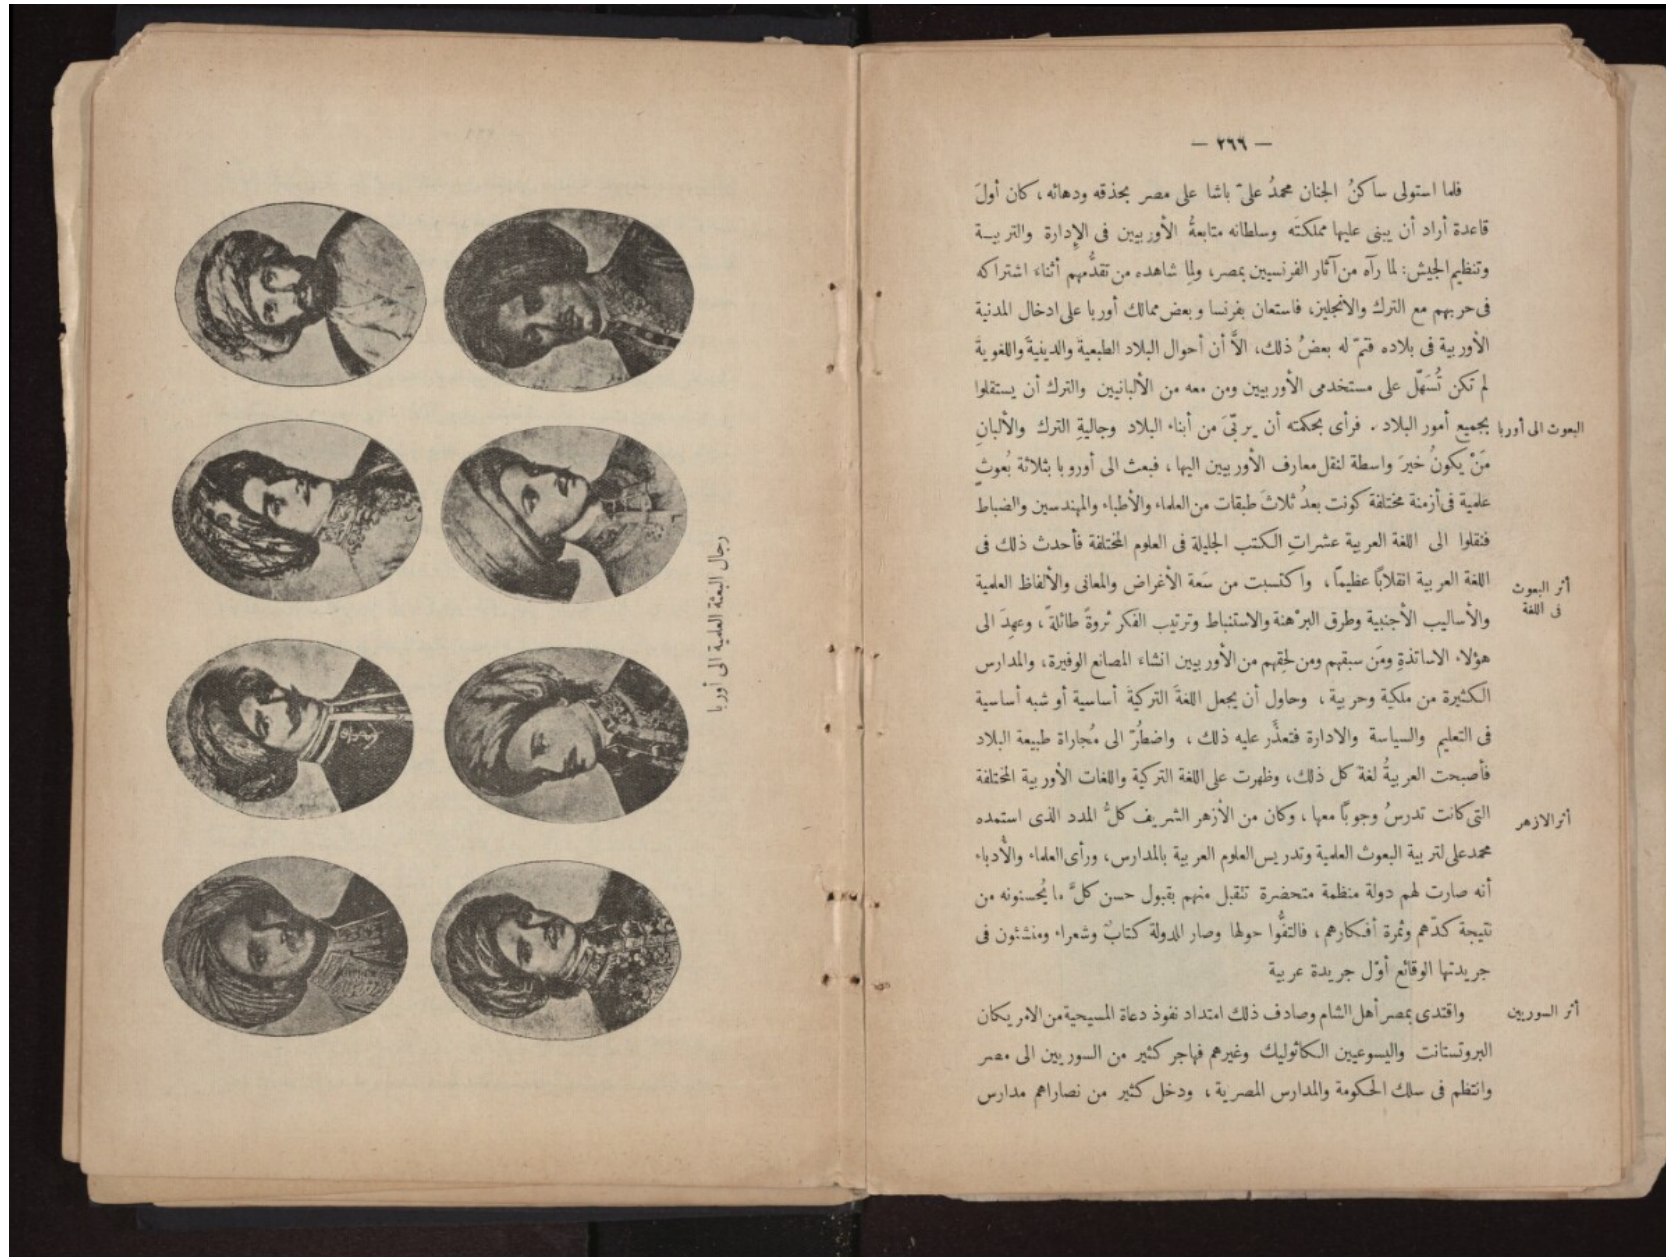 — ٢٦٦ —
فلما استولى ساكنُ الجنان محمدُ علىّ باشا على مصر بحذقه ودهائه، كان أولَ
قاعدة أراد أن يبنى عليها مملكتَه وسلطانه متابعةُ الأوربيين فى الإدارة والتربيـة
وتنظيم الجيش: لما رآه من آثار الفرنسيين بمصر، ولِما شاهده من تقدُّمهم أثناء اشتراكه
فى حربهم مع الترك والانجليز، فاستعان بفرنسا وبعض ممالك أوربا على ادخال المدنية
الأوربية فى بلاده فتمّ له بعضُ ذلك، الاَّ أن أحوال البلاد الطبعيةَ والدينيةَ واللغويةَ
لم تكن تُسَهِّل على مستخدمى الأوربيين ومن معه من الألبانيين والترك أن يستقلوا
بجميع أمور البلاد . فرأى بحكمته أن يربّىَ من أبناء البلاد وجاليةِ الترك والألبانِ
البعوث الى أوربا
مَنْ يكونُ خيرَ واسطة لنقل معارف الأوربيين اليها، فبعث الى أوروبا بثلاثة بُعوثٍ
علمية فى أزمنة مختلفة كونت بعدُ ثلاثَ طبقات من العلماء والأطباء والمهندسين والضباط
فنقلوا الى اللغة العربية عشراتِ الكتب الجليلة فى العلوم المختلفة فأحدث ذلك فى
اللغة العربية انقلابًا عظيمًا، واكتسبت من سَعة الأغراض والمعانى والألفاظ العلمية
أثر البعوث
فى اللغة
والأساليب الأجنبية وطرق البرْهنة والاستنباط وترتيب الفكر ثروةً طائلةً، وعهِدَ الى
هؤلاء الاساتذةِ ومَن سبقهم ومن لحِقهم من الأوربيين انشاء المصانع الوفيرة، والمدارس
الكثيرة من ملكية وحربية، وحاول أن يجعل اللغةَ التركيةَ أساسية أو شبه أساسية
فى التعليم والسياسة والادارة فتعذَّر عليه ذلك، واضطُرّ الى مُجاراة طبيعة البلاد
فأصبحت العربيةُ لغةَ كل ذلك، وظهرت على اللغة التركية واللغات الأوربية المختلفة
التى كانت تدرسُ وجوبًا معها، وكان من الأزهر الشريف كلُّ المدد الذى استمده
أثر الازهر
محمد على لتربية البعوث العلمية وتدريس العلوم العربية بالمدارس، ورأى العلماء والأدباء
أنه صارت لهم دولة منظمة متحضرة تتقبل منهم بقبول حسن كلَّ ما يُحسنونه من
نتيجة كدّهم وثمرة أفكارهم، فالتفُّوا حولها وصار للدولة كتابٌ وشعراء ومنشئون فى
جريدتها الوقائع أوّل جريدة عربية
واقتدى بمصر أهل الشام وصادف ذلك امتداد نفوذ دعاة المسيحية من الامريكان
أثر السوريين
البروتستانت واليسوعيين الكاثوليك وغيرهم فهاجر كثير من السوريين الى مصر
وانتظم فى سلك الحكومة والمدارس المصرية، ودخل كثير من نصاراهم مدارس
رجال البعثة العلمية الى أوربا